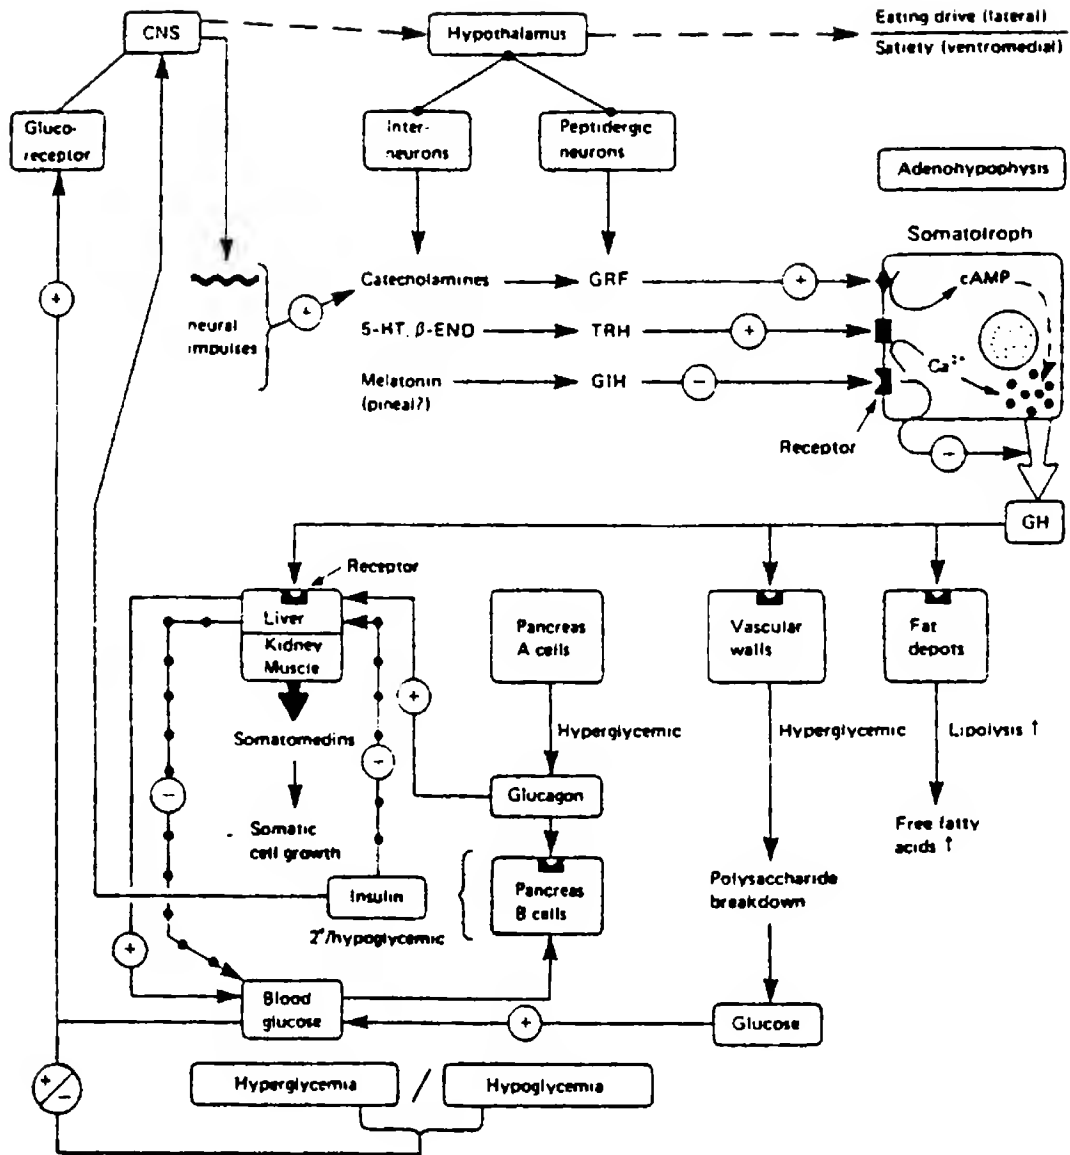 CNS
Hypothalamus
Eating drive (lateral)
Satiety (ventromedial)
Gluco-
receptor
Inter-
neurons
Peptidergic
neurons
Adenohypophysis
Somatotroph
neural
impulses
+
Catecholamines
GRF
+
cAMP
5-HT, β-END
TRH
+
Ca²⁺
Melatonin
(pineal?)
GIH
−
Receptor
−
GH
+
Receptor
Liver
Kidney
Muscle
Pancreas
A cells
Vascular
walls
Fat
depots
+
Somatomedins
−
−
Hyperglycemic
Hyperglycemic
Lipolysis ↑
Glucagon
Somatic
cell growth
Free fatty
acids ↑
Insulin
Pancreas
B cells
Polysaccharide
breakdown
2°/hypoglycemic
+
Blood
glucose
+
Glucose
+/−
Hyperglycemia / Hypoglycemia